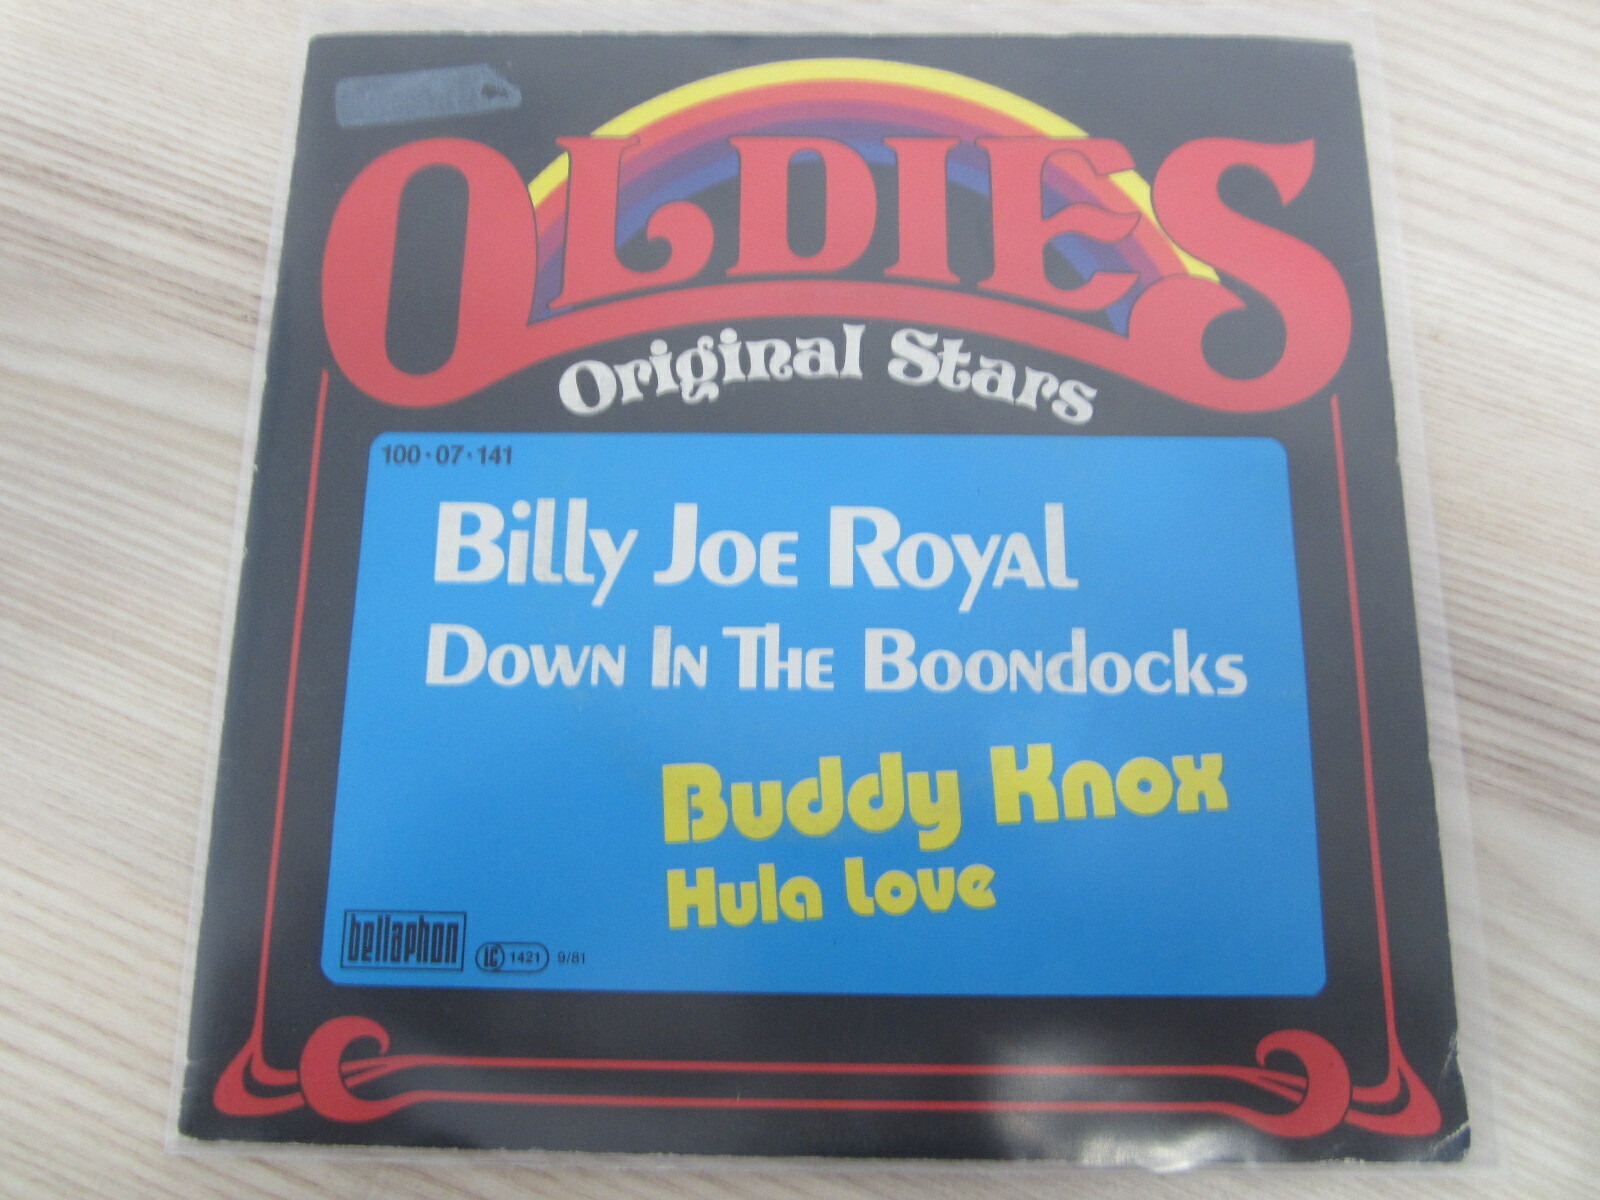 OLDIES
Original Stars
100·07·141
Billy Joe Royal
Down In The Boondocks
Buddy Knox
Hula Love
bellaphon LC 1421 9/81